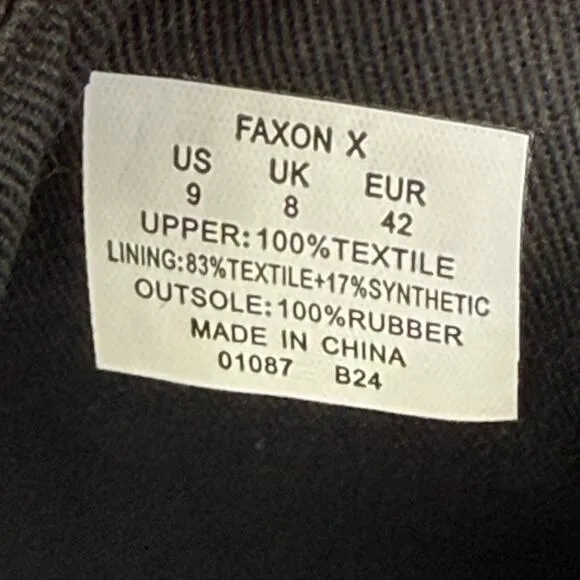 FAXON X
US UK EUR
9 8 42
UPPER:100%TEXTILE
LINING:83%TEXTILE+17%SYNTHETIC
OUTSOLE:100%RUBBER
MADE IN CHINA
01087 B24